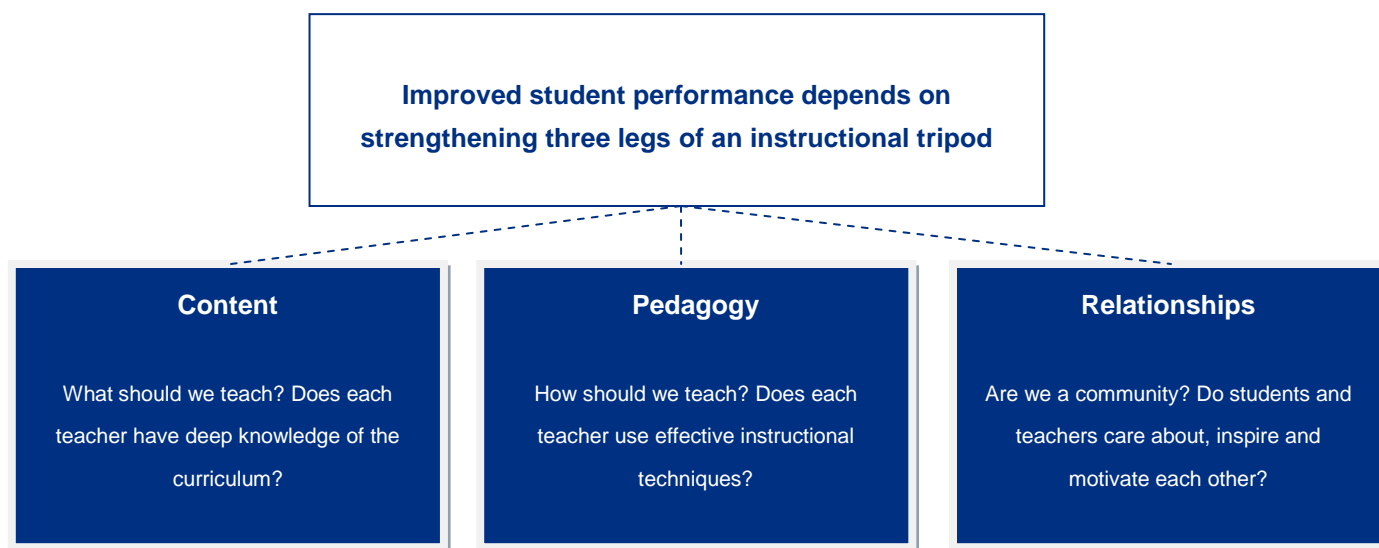 Improved student performance depends on
strengthening three legs of an instructional tripod
Content
What should we teach? Does each
teacher have deep knowledge of the
curriculum?
Pedagogy
How should we teach? Does each
teacher use effective instructional
techniques?
Relationships
Are we a community? Do students and
teachers care about, inspire and
motivate each other?